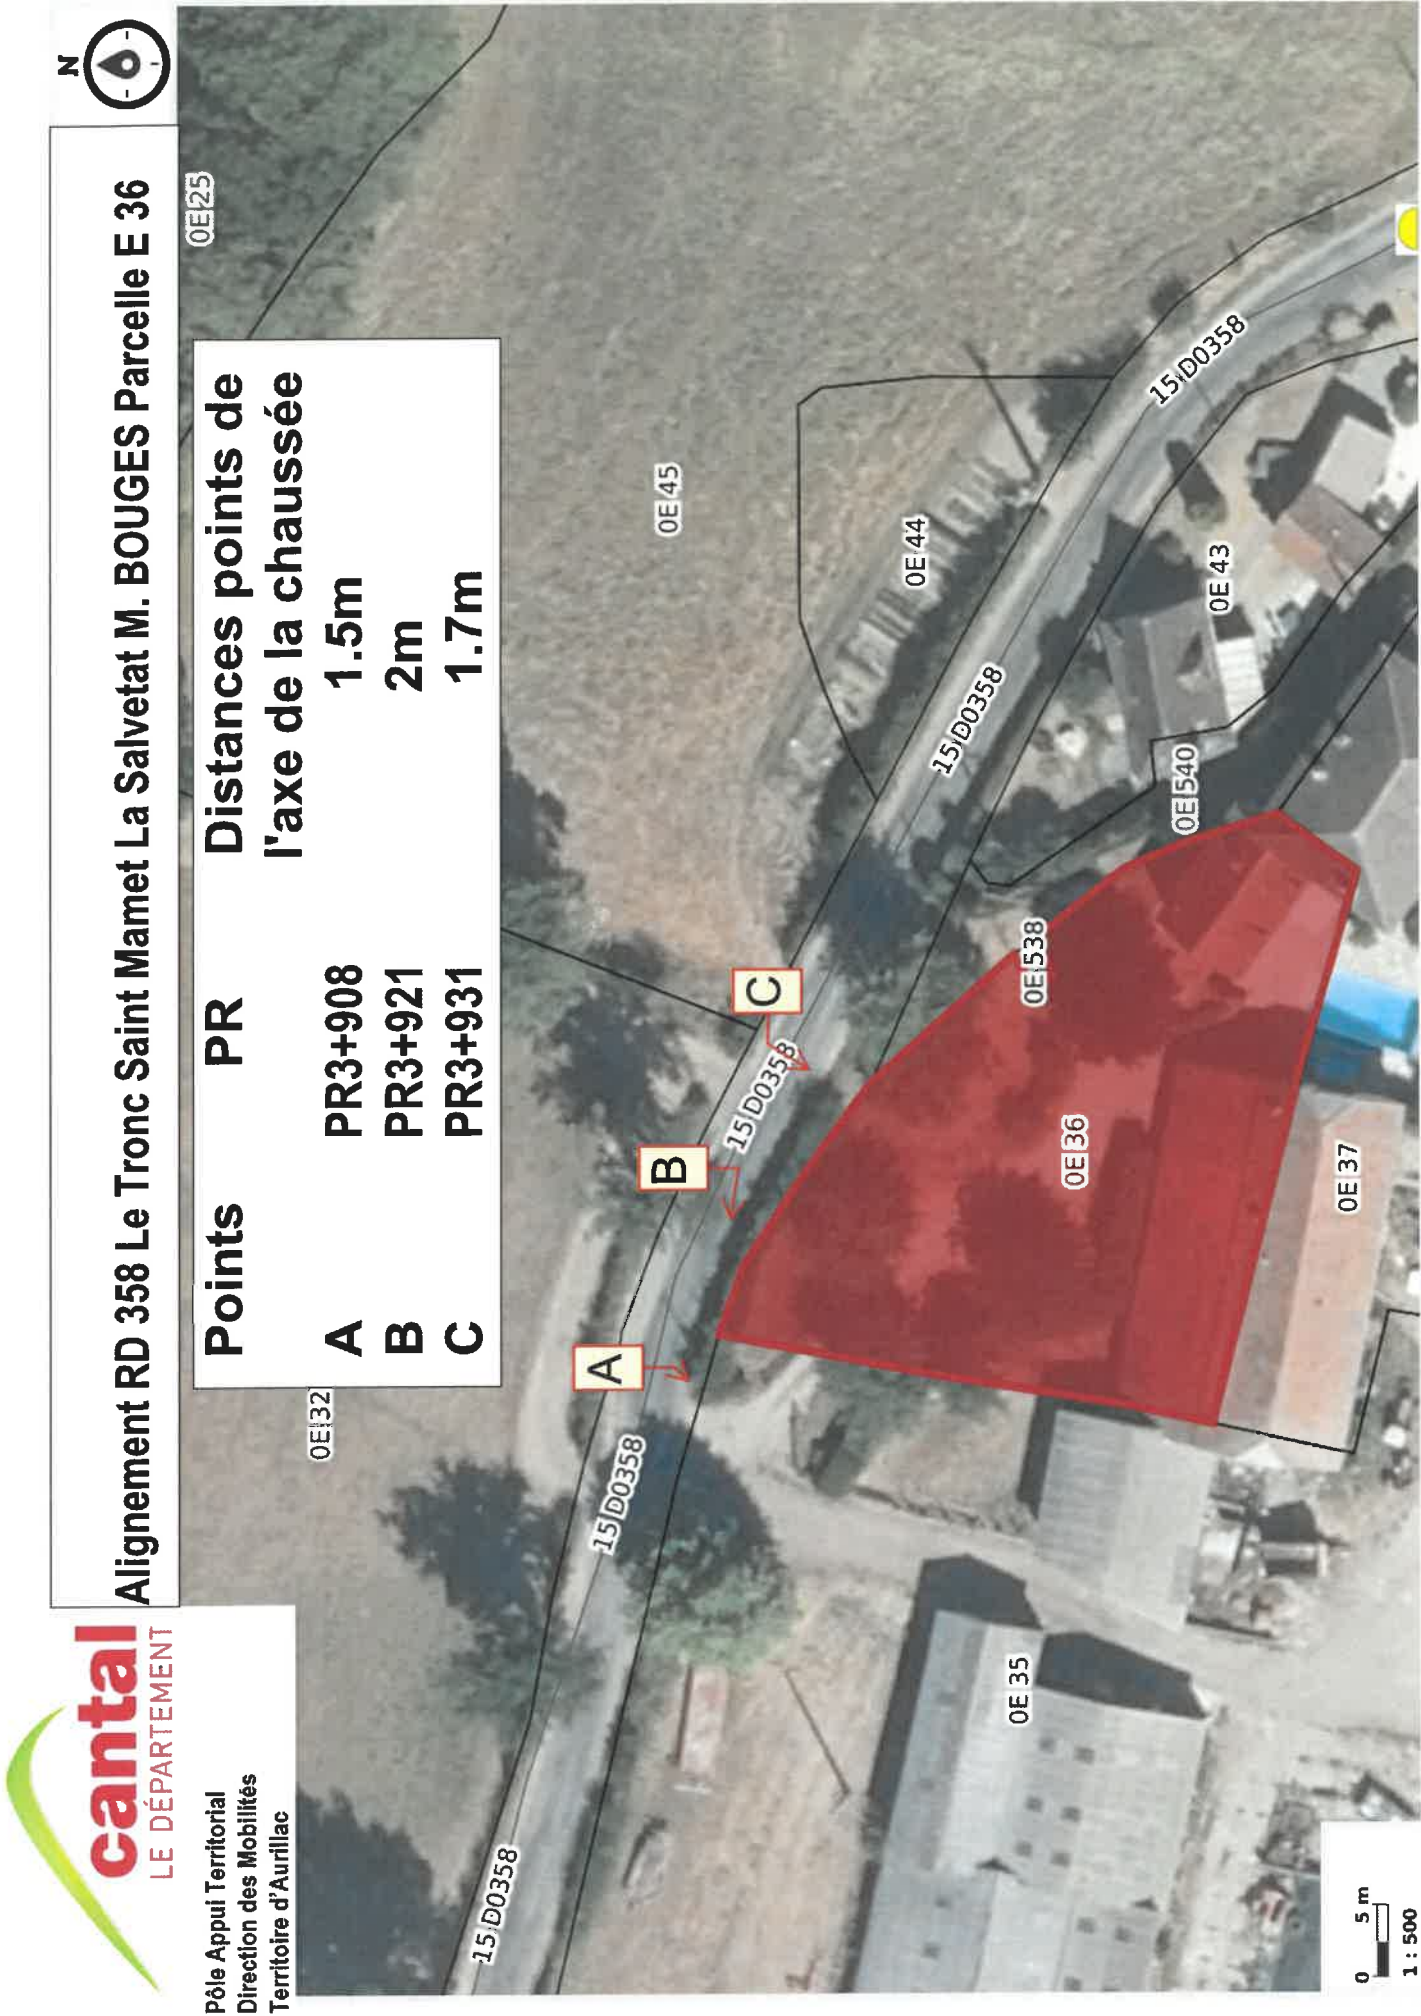 cantal
LE DÉPARTEMENT
Alignement RD 358 Le Tronc Saint Mamet La Salvetat M. BOUGES Parcelle E 36
N
Pôle Appui Territorial
Direction des Mobilités
Territoire d'Aurillac
Points PR Distances points de
l'axe de la chaussée
A PR3+908 1.5m
B PR3+921 2m
C PR3+931 1.7m
0E 25
0E 32
0E 45
15 D0358
15 D0358
A
B
15 D0358
C
0E 44
15 D0358
15 D0358
0E 43
0E 540
0E 538
0E 36
0E 37
0E 35
0 5 m
1 : 500